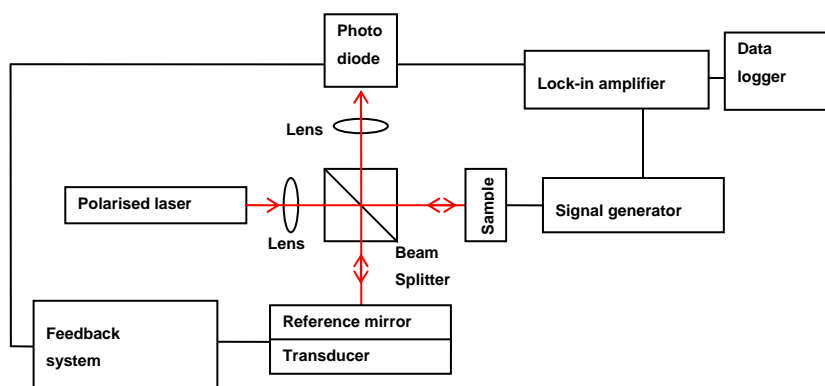 Photo
diode
Data
logger
Lock-in amplifier
Lens
Sample
Polarised laser
Signal generator
Lens
Beam
Splitter
Reference mirror
Feedback
system
Transducer